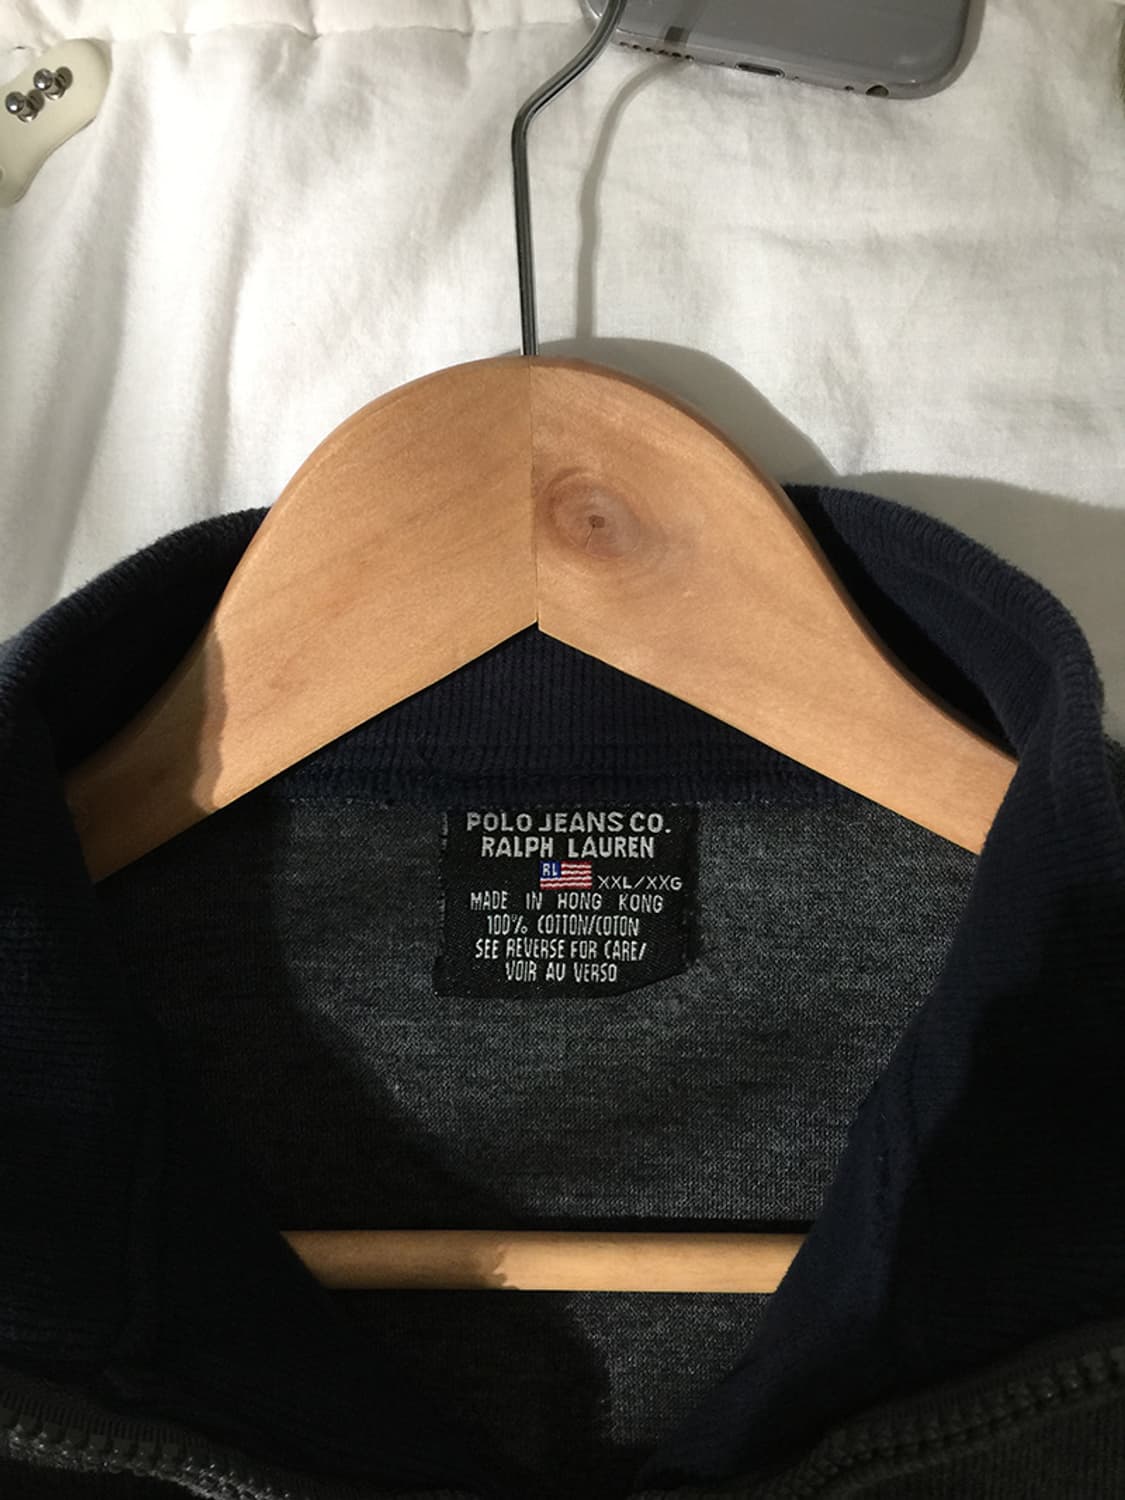 POLO JEANS CO.
RALPH LAUREN
RL XXL/XXG
MADE IN HONG KONG
100% COTTON/COTON
SEE REVERSE FOR CARE/
VOIR AU VERSO